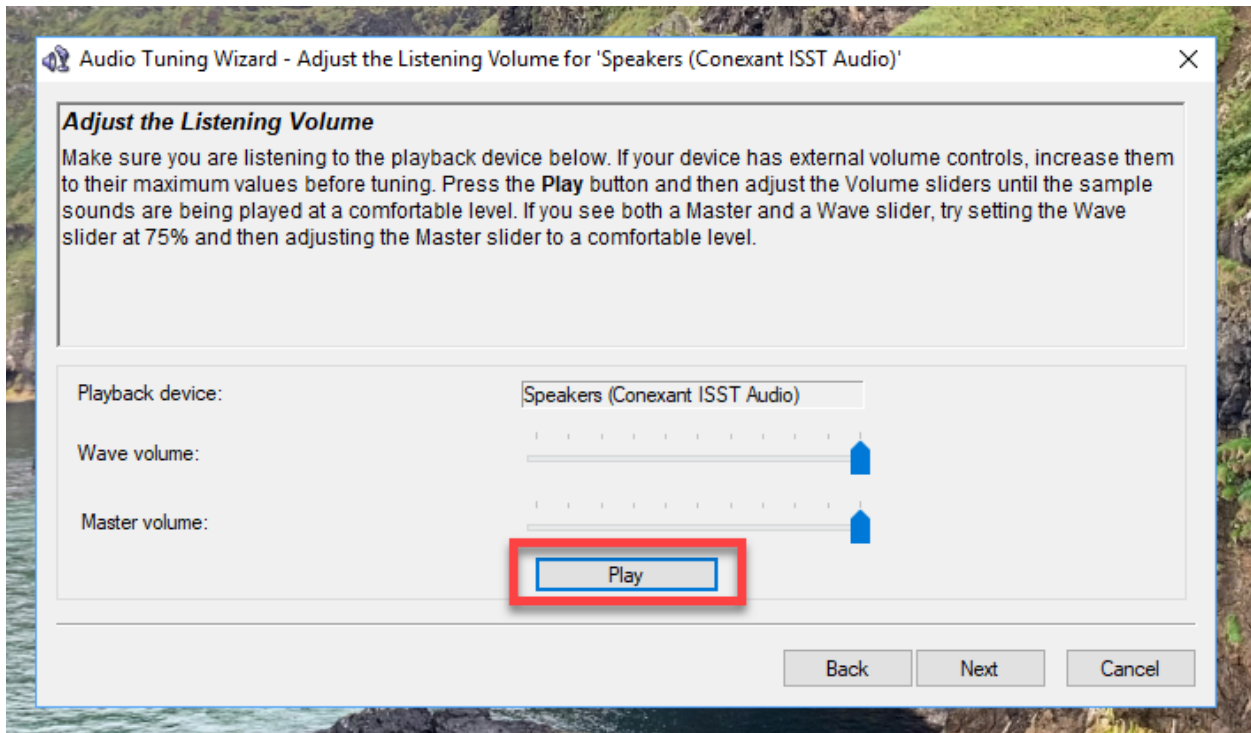 Audio Tuning Wizard - Adjust the Listening Volume for 'Speakers (Conexant ISST Audio)'
Adjust the Listening Volume
Make sure you are listening to the playback device below. If your device has external volume controls, increase them
to their maximum values before tuning. Press the Play button and then adjust the Volume sliders until the sample
sounds are being played at a comfortable level. If you see both a Master and a Wave slider, try setting the Wave
slider at 75% and then adjusting the Master slider to a comfortable level.
Playback device:
Speakers (Conexant ISST Audio)
Wave volume:
Master volume:
Play
Back
Next
Cancel